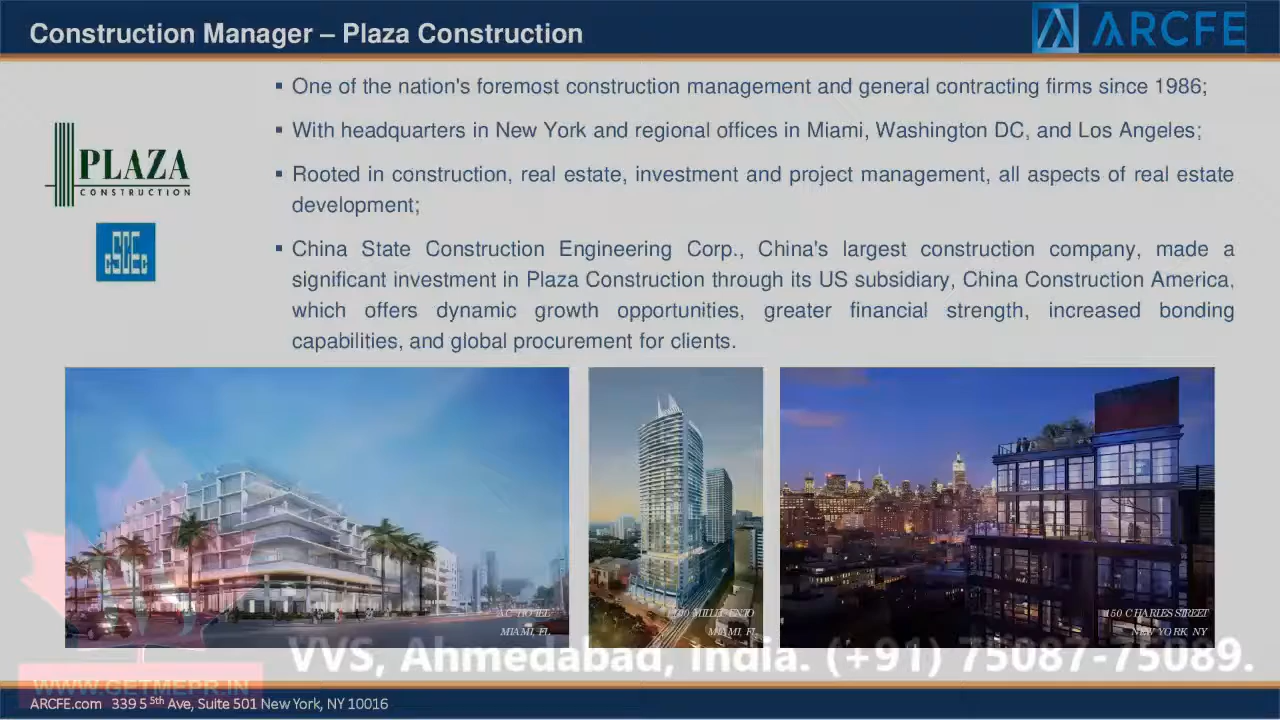 Construction Manager – Plaza Construction
ARCFE
▪ One of the nation's foremost construction management and general contracting firms since 1986;
▪ With headquarters in New York and regional offices in Miami, Washington DC, and Los Angeles;
▪ Rooted in construction, real estate, investment and project management, all aspects of real estate
development;
▪ China State Construction Engineering Corp., China's largest construction company, made a
significant investment in Plaza Construction through its US subsidiary, China Construction America,
which offers dynamic growth opportunities, greater financial strength, increased bonding
capabilities, and global procurement for clients.
PLAZA
CONSTRUCTION
CSCEC
AC HOTEL
MIAMI, FL
MILLECENTO
MIAMI, FL
150 CHARLES STREET
NEW YORK, NY
VVS, Ahmedabad, India. (+91) 75087-75089.
WWW.GETMEPR.IN
ARCFE.com 339 5 5th Ave, Suite 501 New York, NY 10016